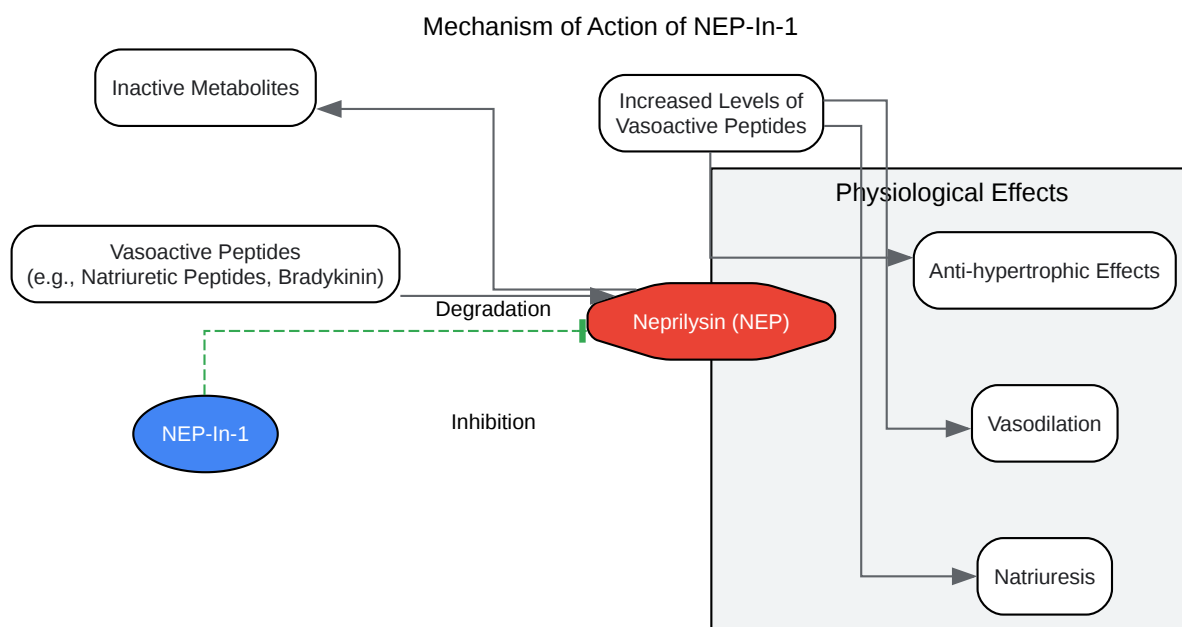 Mechanism of Action of NEP-In-1
Inactive Metabolites
Increased Levels of
Vasoactive Peptides
Physiological Effects
Vasoactive Peptides
(e.g., Natriuretic Peptides, Bradykinin)
Anti-hypertrophic Effects
Degradation
Neprilysin (NEP)
NEP-In-1
Inhibition
Vasodilation
Natriuresis